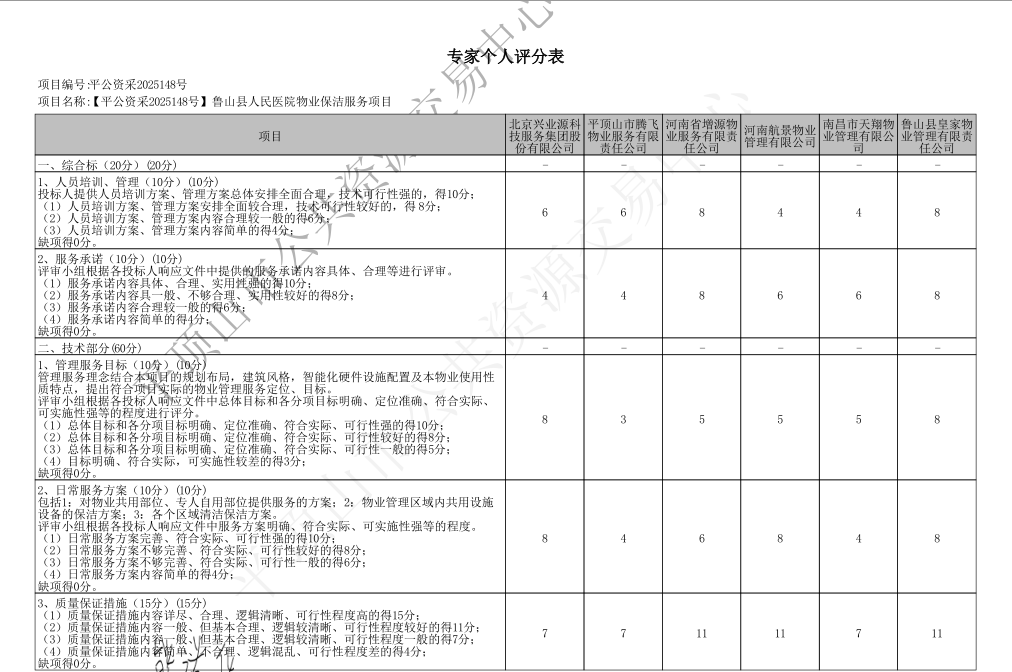 专家个人评分表
项目编号:平公资采2025148号
项目名称:【平公资采2025148号】鲁山县人民医院物业保洁服务项目
项目
北京兴业源科
技服务集团股
份有限公司
平顶山市腾飞
物业服务有限
责任公司
河南省增源物
业服务有限责
任公司
河南航景物业
管理有限公司
南昌市天翔物
业管理有限公
司
鲁山县皇家物
业管理有限责
任公司
一、综合标（20分）(20分) － － － － － －
1、人员培训、管理（10分）(10分)
投标人提供人员培训方案、管理方案总体安排全面合理，技术可行性强的，得10分；
（1）人员培训方案、管理方案安排全面较合理，技术可行性较好的，得 8分；
（2）人员培训方案、管理方案内容合理较一般的得6分；
（3）人员培训方案、管理方案内容简单的得4分；
缺项得0分。
6 6 8 4 4 8
2、服务承诺（10分）(10分)
评审小组根据各投标人响应文件中提供的服务承诺内容具体、合理等进行评审。
（1）服务承诺内容具体、合理、实用性强的得10分；
（2）服务承诺内容具一般、不够合理、实用性较好的得8分；
（3）服务承诺内容合理较一般的得6分；
（4）服务承诺内容简单的得4分；
缺项得0分。
4 4 8 6 6 8
二、技术部分(60分) － － － － － －
1、管理服务目标（10分）(10分)
管理服务理念结合本项目的规划布局，建筑风格，智能化硬件设施配置及本物业使用性
质特点，提出符合项目实际的物业管理服务定位、目标。
评审小组根据各投标人响应文件中总体目标和各分项目标明确、定位准确、符合实际、
可实施性强等的程度进行评分。
（1）总体目标和各分项目标明确、定位准确、符合实际、可行性强的得10分；
（2）总体目标和各分项目标明确、定位准确、符合实际、可行性较好的得8分；
（3）总体目标和各分项目标明确、定位准确、符合实际、可行性一般的得5分；
（4）目标明确、符合实际，可实施性较差的得3分；
缺项得0分。
8 3 5 5 5 8
2、日常服务方案（10分）(10分)
包括1；对物业共用部位、专人自用部位提供服务的方案；2；物业管理区域内共用设施
设备的保洁方案；3；各个区域清洁保洁方案。
评审小组根据各投标人响应文件中服务方案明确、符合实际、可实施性强等的程度。
（1）日常服务方案完善、符合实际、可行性强的得10分；
（2）日常服务方案不够完善、符合实际、可行性较好的得8分；
（3）日常服务方案不够完善、符合实际、可行性一般的得6分；
（4）日常服务方案内容简单的得4分；
缺项得0分。
8 4 6 8 4 8
3、质量保证措施（15分）(15分)
（1）质量保证措施内容详尽、合理、逻辑清晰、可行性程度高的得15分；
（2）质量保证措施内容一般、但基本合理、逻辑较清晰、可行性程度较好的得11分；
（3）质量保证措施内容一般、但基本合理、逻辑较清晰、可行性程度一般的得7分；
（4）质量保证措施内容简单、不合理、逻辑混乱、可行性程度差的得4分；
缺项得0分。
7 7 11 11 7 11
平顶山市公共资源交易中心
平顶山市公共资源交易中心